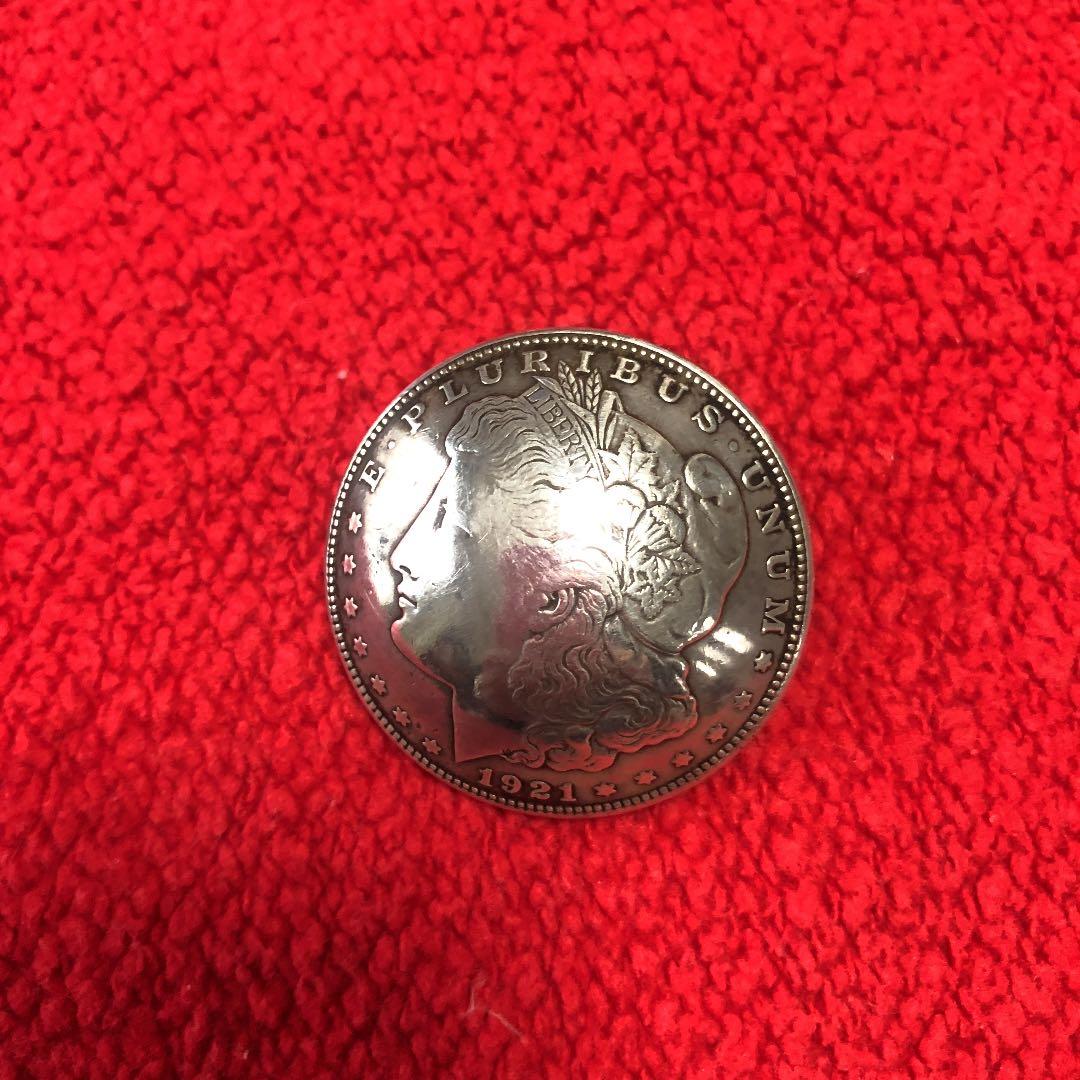 E · PLURIBUS · UNUM
LIBERTY
1921